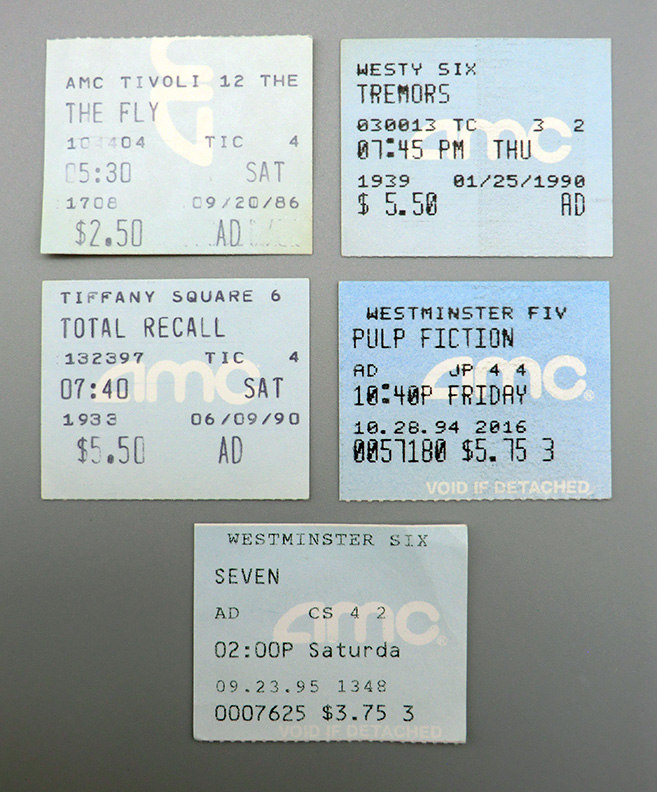 AMC TIVOLI 12 THE
THE FLY
TIC 4
05:30 SAT
1708 09/20/86
$2.50 AD
WESTY SIX
TREMORS
030013 TC 3 2
07:45 PM THU
amc
1939 01/25/1990
$ 5.50 AD
TIFFANY SQUARE 6
TOTAL RECALL
132397 TIC 4
amc
07:40 SAT
1933 06/09/90
$5.50 AD
WESTMINSTER FIV
PULP FICTION
AD JP 4 4
amc®
10:40P FRIDAY
10.28.94 2016
0057180 $5.75 3
VOID IF DETACHED
WESTMINSTER SIX
SEVEN
AD CS 4 2
amc®
02:00P Saturda
09.23.95 1348
0007625 $3.75 3
VOID IF DETACHED